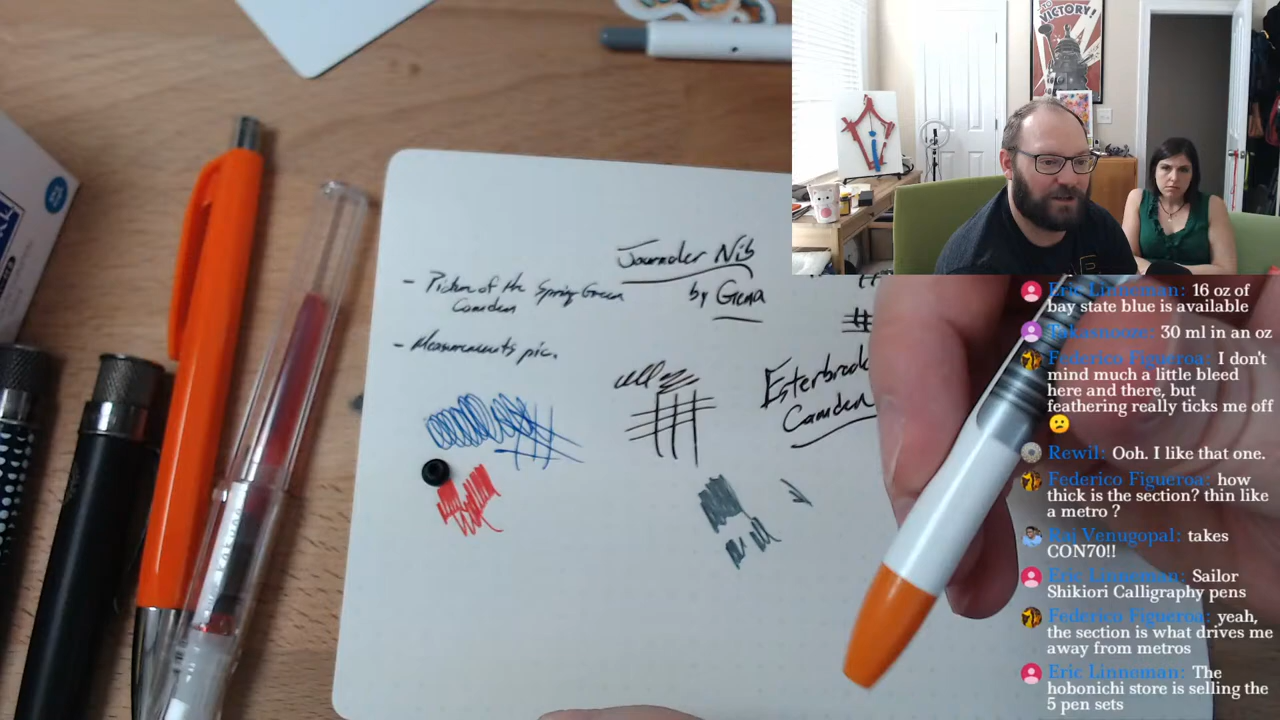 VICTORY!
Journaler Nib
by Gena
- Picture of the Spring Green
Camden
- Measurements pic.
Esterbrook
Camden
Eric Linneman: 16 oz of
bay state blue is available
Takasnooze: 30 ml in an oz
Federico Figueroa: I don't
mind much a little bleed
here and there, but
feathering really ticks me off
😕
Rewil: Ooh. I like that one.
Federico Figueroa: how
thick is the section? thin like
a metro ?
Raj Venugopal: takes
CON70!!
Eric Linneman: Sailor
Shikiori Calligraphy pens
Federico Figueroa: yeah,
the section is what drives me
away from metros
Eric Linneman: The
hobonichi store is selling the
5 pen sets